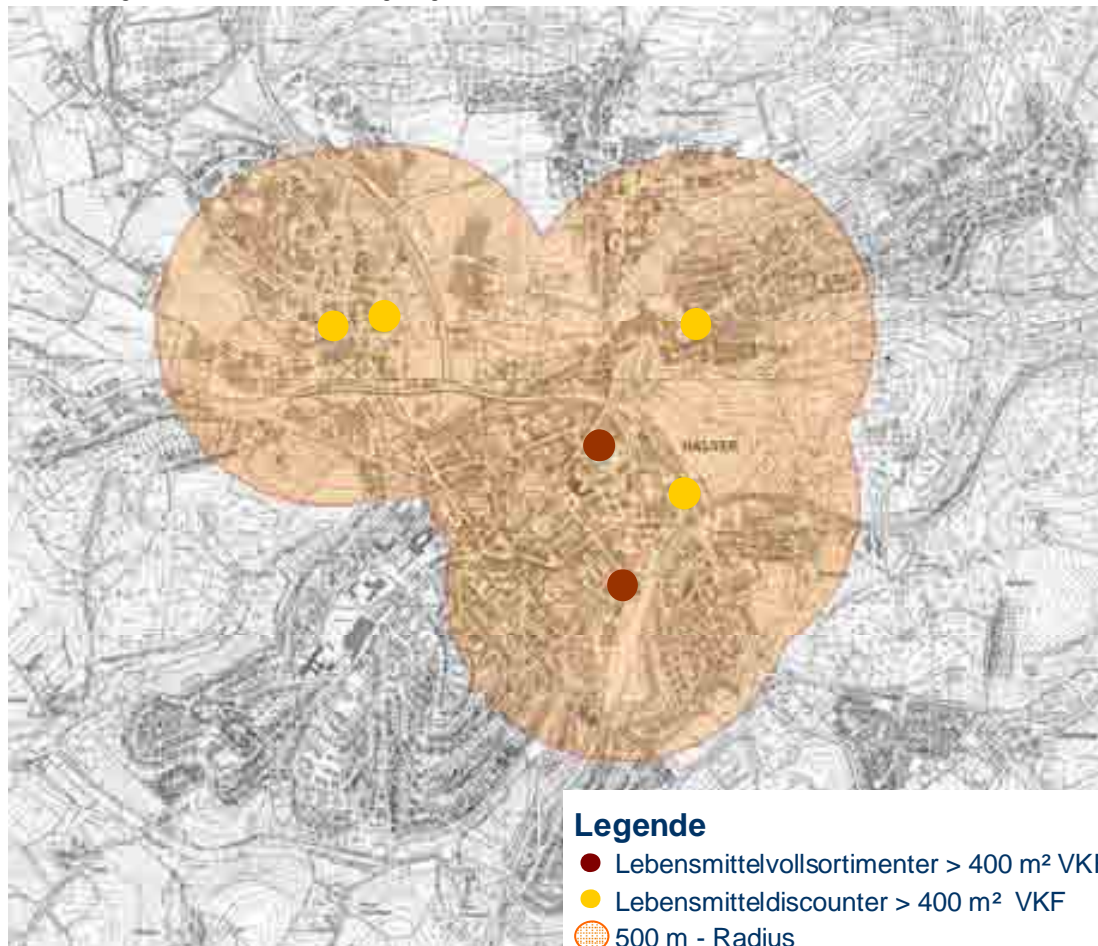 HALVER
Legende
Lebensmittelvollsortimenter > 400 m² VKF
Lebensmitteldiscounter > 400 m² VKF
500 m - Radius